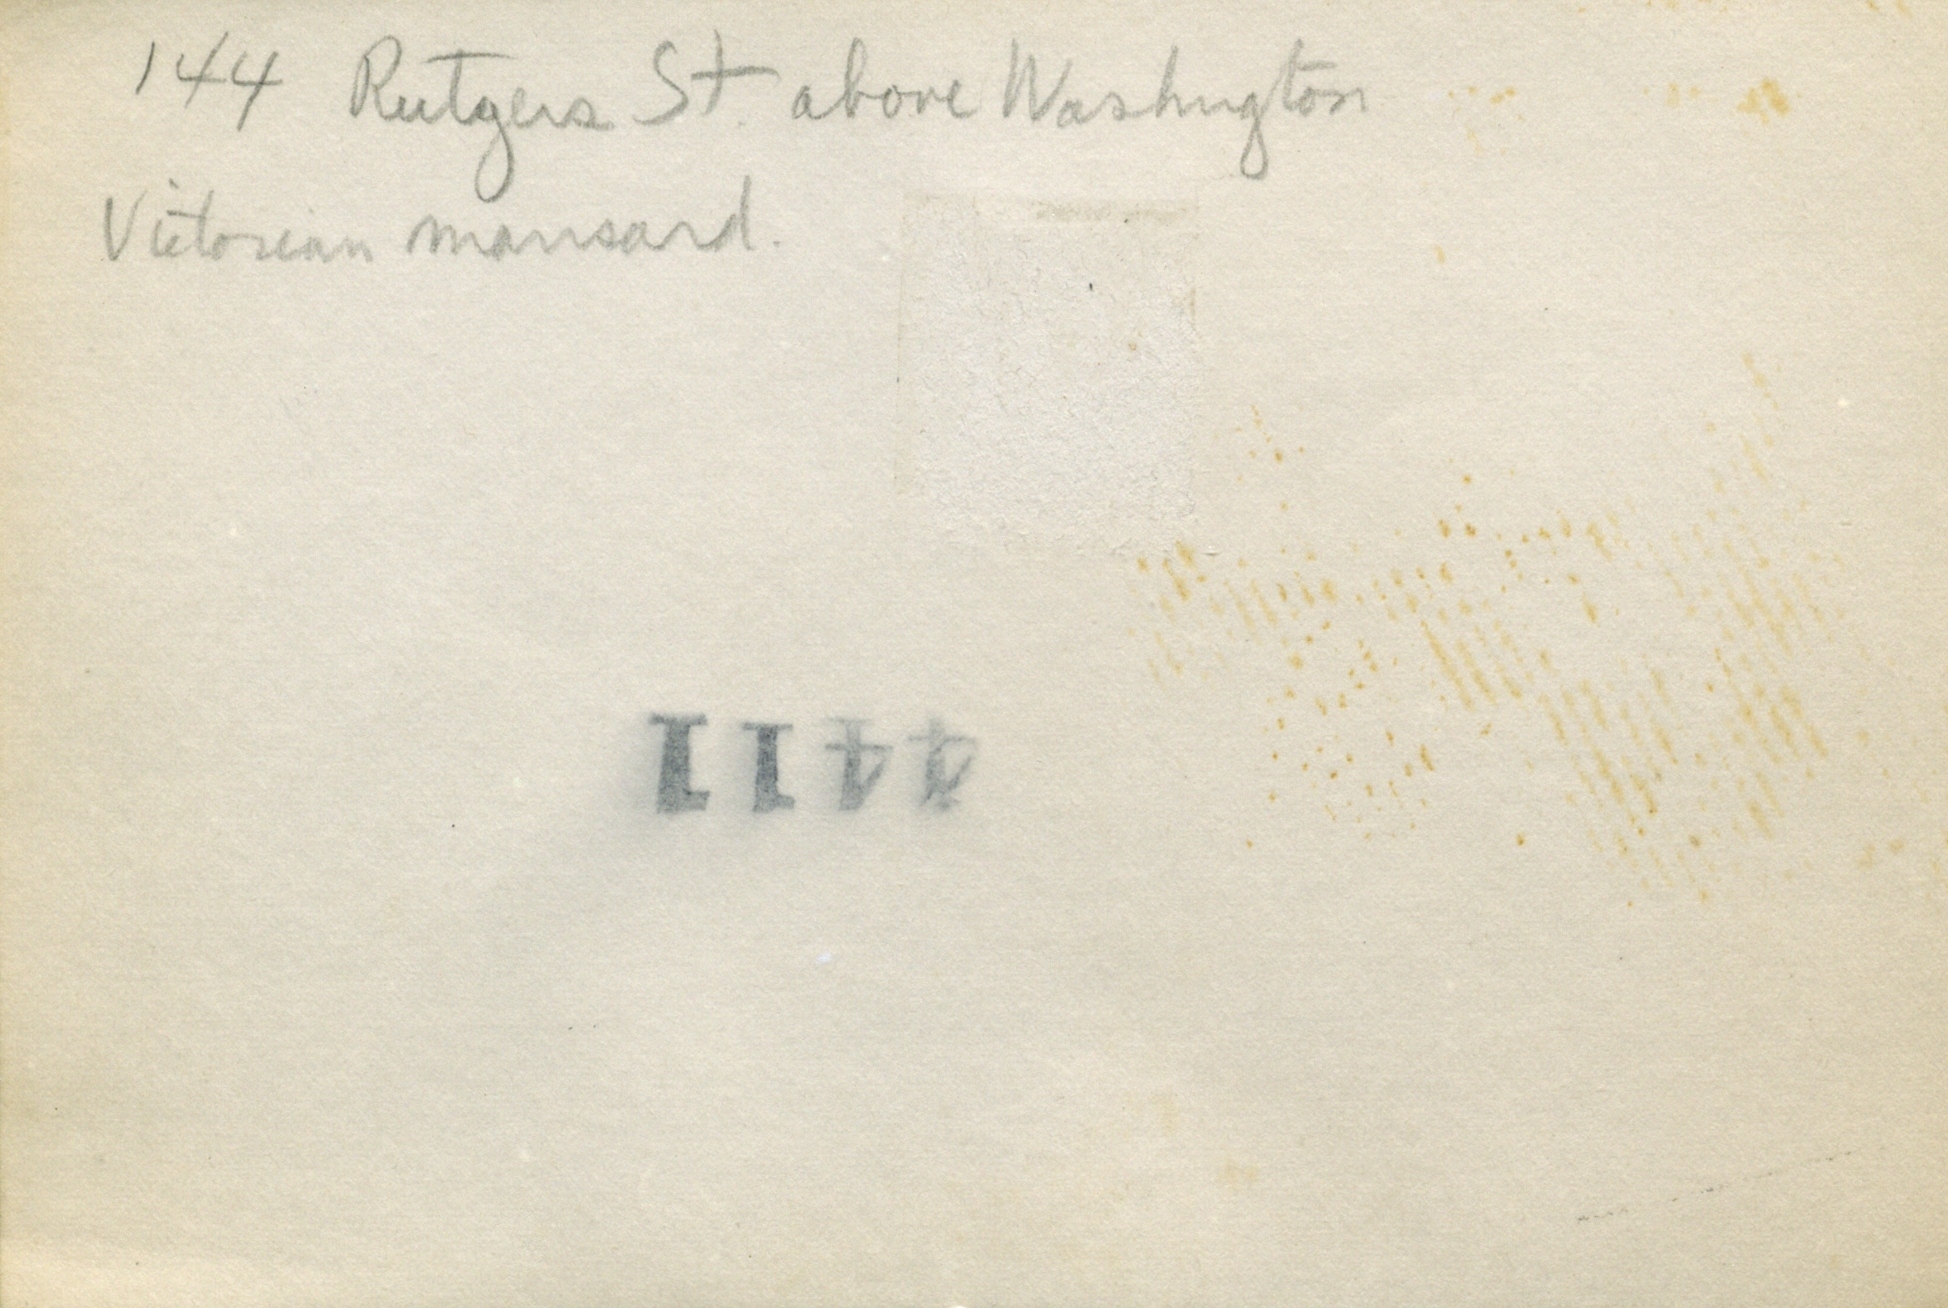 144 Rutgers St. above Washington
Victorian mansard.
4411